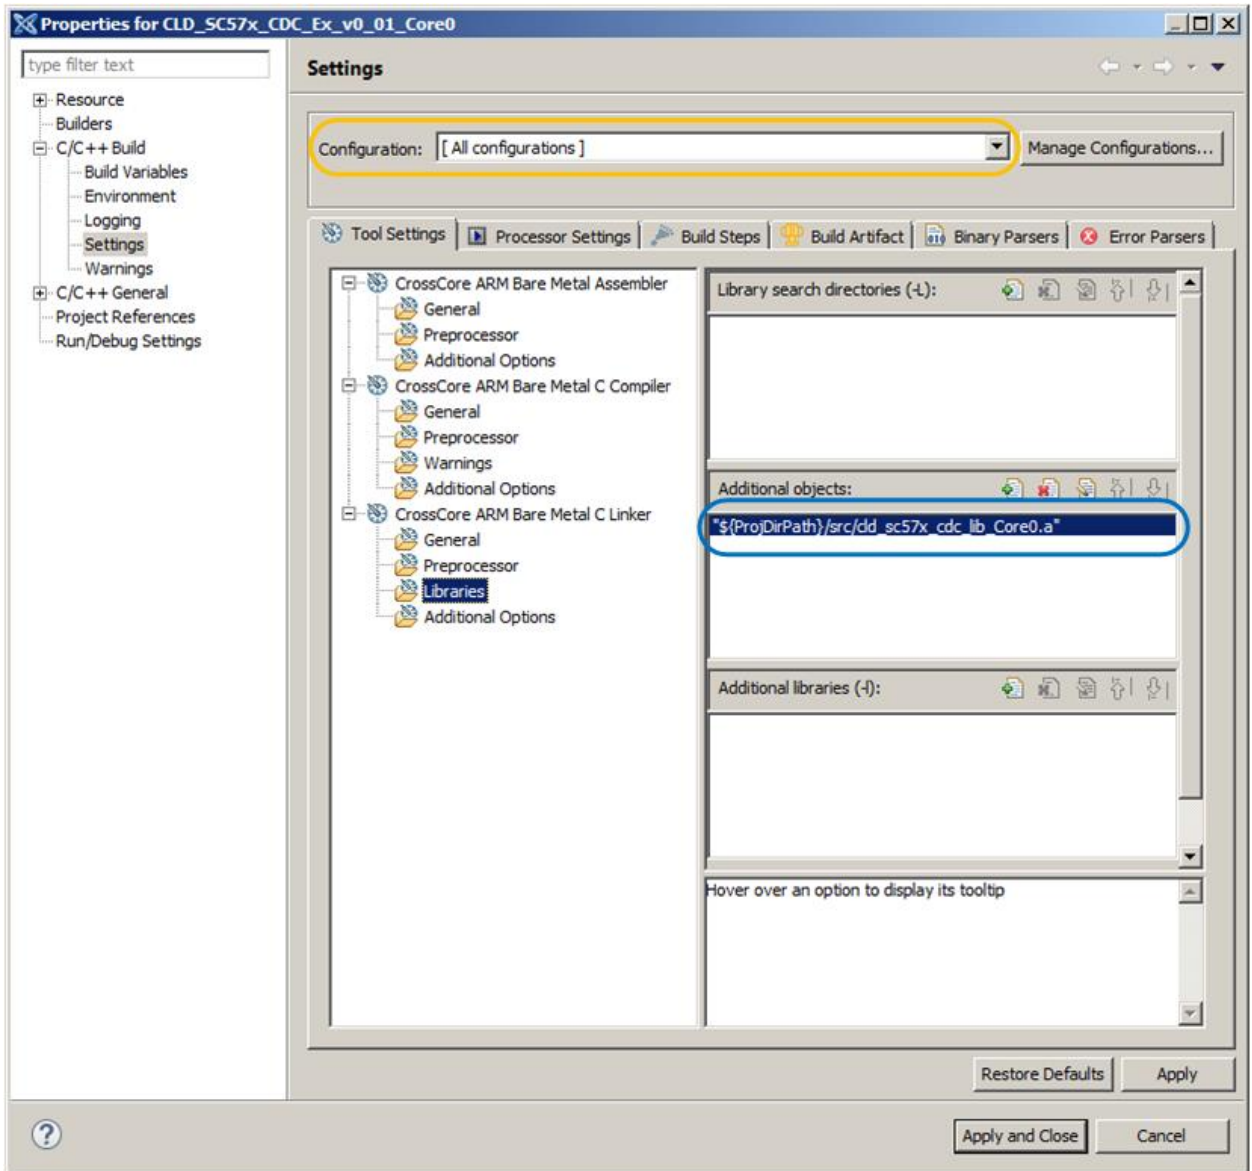 Properties for CLD_SC57x_CDC_Ex_v0_01_Core0
type filter text
Resource
Builders
C/C++ Build
Build Variables
Environment
Logging
Settings
Warnings
C/C++ General
Project References
Run/Debug Settings
Settings
Configuration: [ All configurations ] Manage Configurations...
Tool Settings Processor Settings Build Steps Build Artifact Binary Parsers Error Parsers
CrossCore ARM Bare Metal Assembler
General
Preprocessor
Additional Options
CrossCore ARM Bare Metal C Compiler
General
Preprocessor
Warnings
Additional Options
CrossCore ARM Bare Metal C Linker
General
Preprocessor
Libraries
Additional Options
Library search directories (-L):
Additional objects:
"${ProjDirPath}/src/cld_sc57x_cdc_lib_Core0.a"
Additional libraries (-l):
Hover over an option to display its tooltip
Restore Defaults Apply
? Apply and Close Cancel